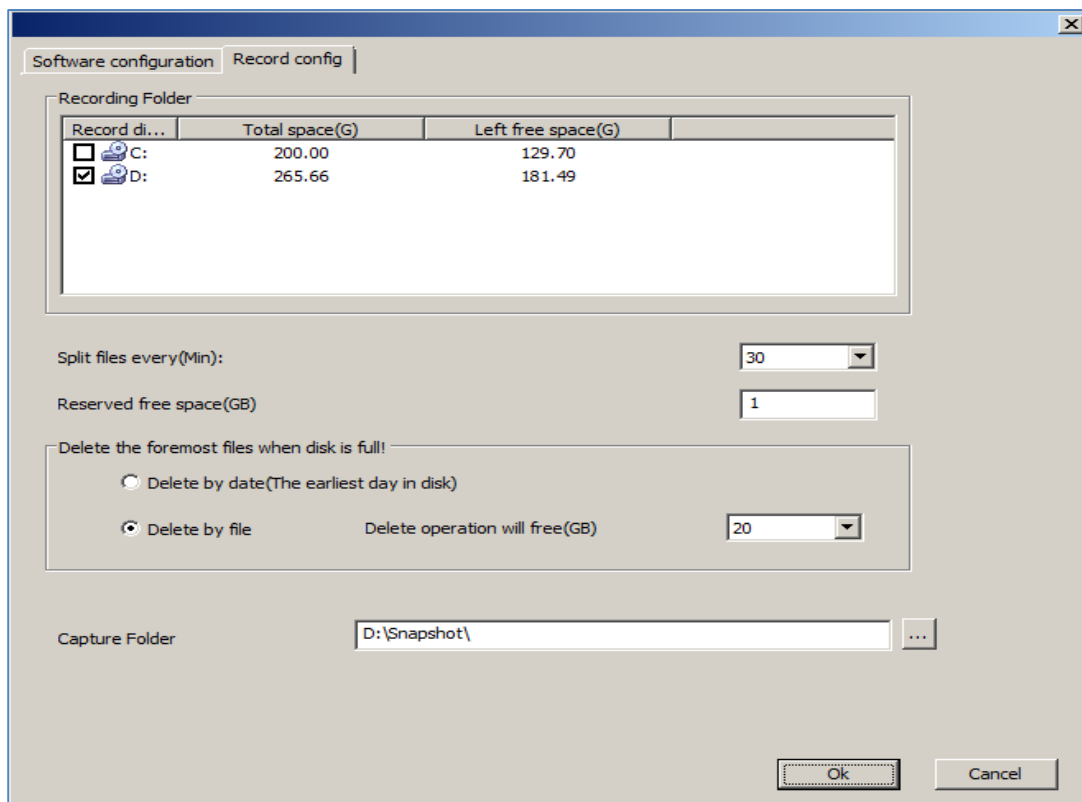 Software configuration Record config
Recording Folder
Record di... Total space(G) Left free space(G)
C: 200.00 129.70
D: 265.66 181.49
Split files every(Min): 30
Reserved free space(GB) 1
Delete the foremost files when disk is full!
Delete by date(The earliest day in disk)
Delete by file Delete operation will free(GB) 20
Capture Folder D:\Snapshot\ ...
Ok Cancel